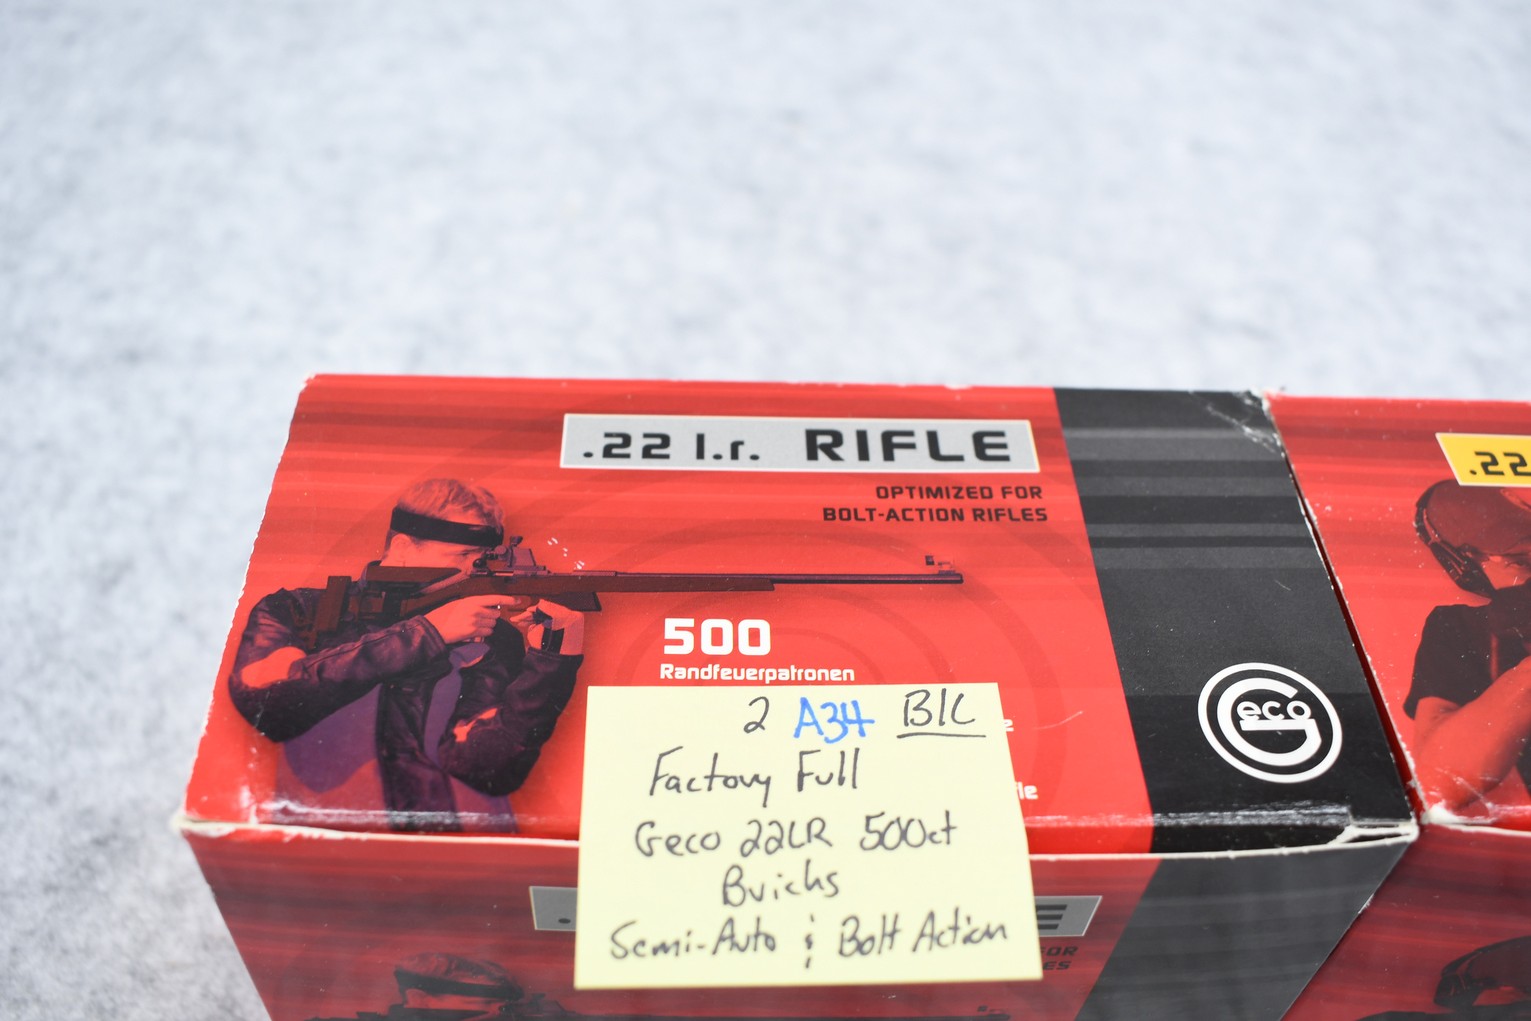 .22 l.r. RIFLE
OPTIMIZED FOR
BOLT-ACTION RIFLES
500
Randfeuerpatronen
2 A34 BIC
Factory Full
Geco 22LR 500ct
Bricks
Semi-Auto & Bolt Action
Geco
.22